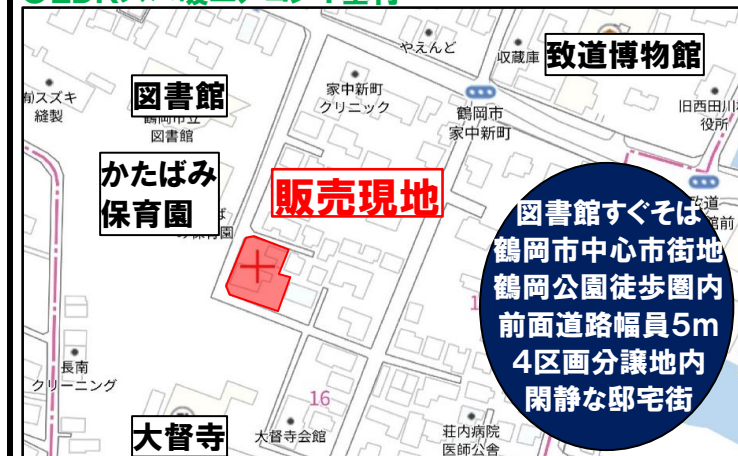 やえんど
収蔵庫
致道博物館
図書館
家中新町
クリニック
鶴岡市
家中新町
旧西田川
役所
スズキ
縫製
図書館
かたばみ
保育園
販売現地
図書館すぐそば
鶴岡市中心市街地
鶴岡公園徒歩圏内
前面道路幅員5m
4区画分譲地内
閑静な邸宅街
長南
クリーニング
16
大督寺
大督寺会館
荘内病院
医師公舎